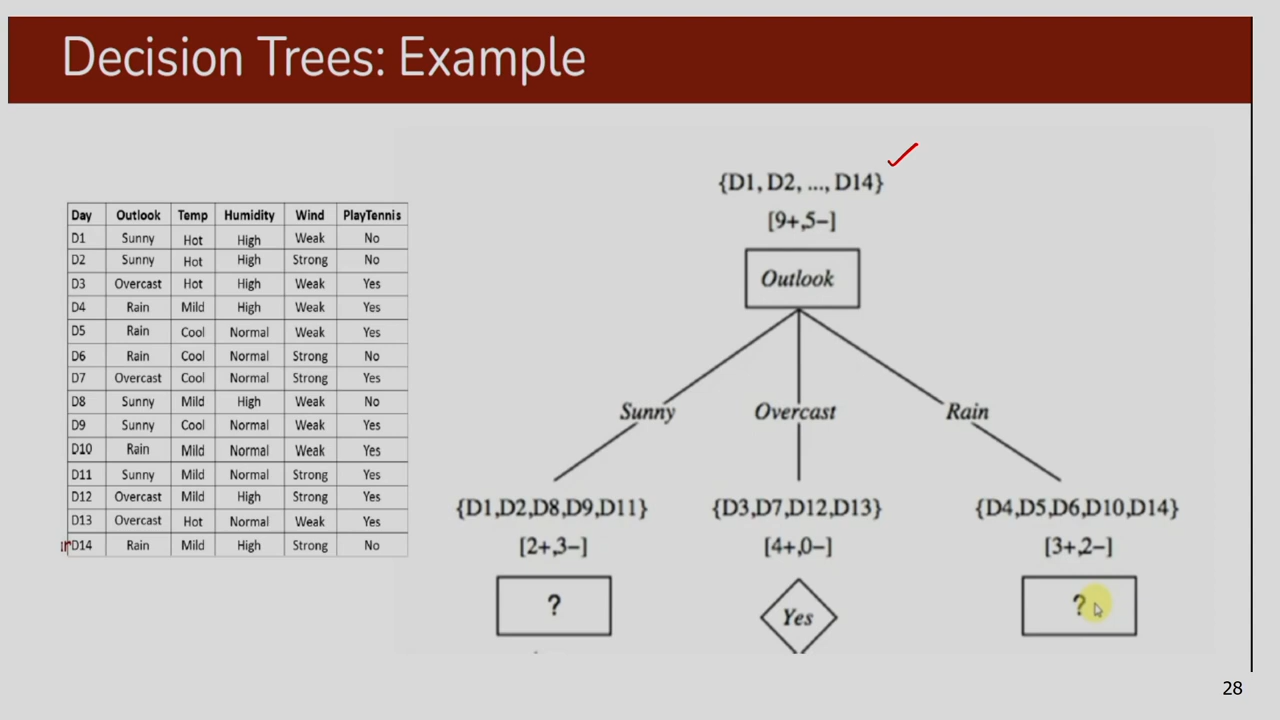 Decision Trees: Example
Day Outlook Temp Humidity Wind PlayTennis
D1 Sunny Hot High Weak No
D2 Sunny Hot High Strong No
D3 Overcast Hot High Weak Yes
D4 Rain Mild High Weak Yes
D5 Rain Cool Normal Weak Yes
D6 Rain Cool Normal Strong No
D7 Overcast Cool Normal Strong Yes
D8 Sunny Mild High Weak No
D9 Sunny Cool Normal Weak Yes
D10 Rain Mild Normal Weak Yes
D11 Sunny Mild Normal Strong Yes
D12 Overcast Mild High Strong Yes
D13 Overcast Hot Normal Weak Yes
D14 Rain Mild High Strong No
{D1, D2, ..., D14}
[9+,5−]
Outlook
Sunny Overcast Rain
{D1,D2,D8,D9,D11} {D3,D7,D12,D13} {D4,D5,D6,D10,D14}
[2+,3−] [4+,0−] [3+,2−]
? Yes ?
28